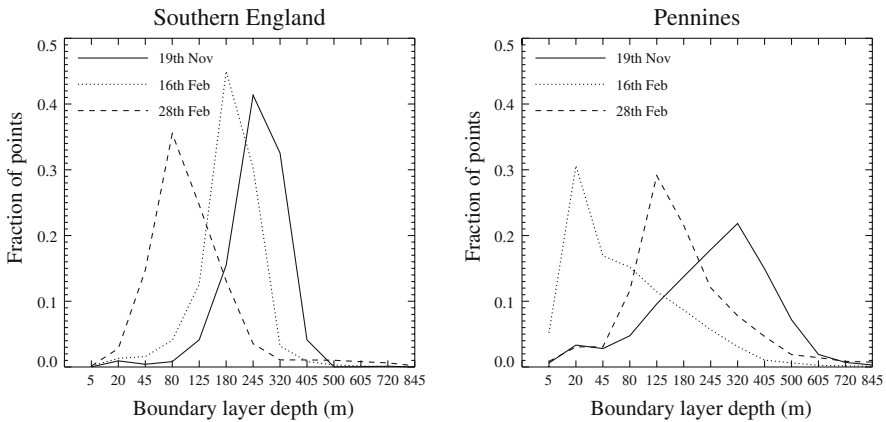 Southern England
0.5
0.4
0.3
0.2
0.1
0.0
Fraction of points
19th Nov
16th Feb
28th Feb
5 20 45 80 125 180 245 320 405 500 605 720 845
Boundary layer depth (m)
Pennines
0.5
0.4
0.3
0.2
0.1
0.0
Fraction of points
19th Nov
16th Feb
28th Feb
5 20 45 80 125 180 245 320 405 500 605 720 845
Boundary layer depth (m)